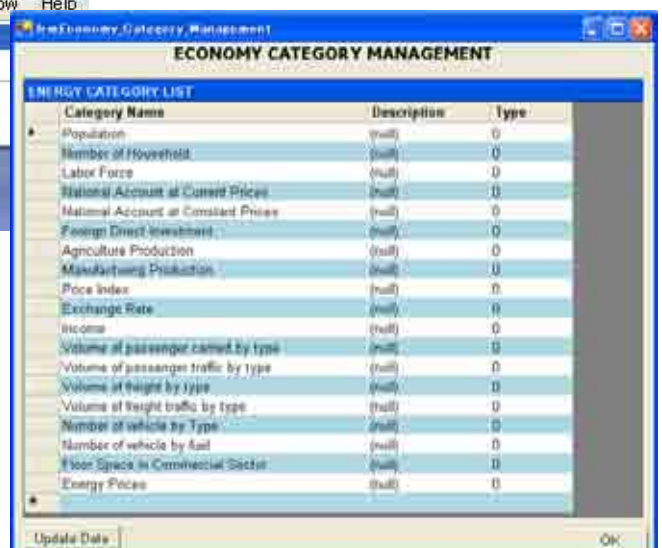 Help
frmEconomy_Category_Management
ECONOMY CATEGORY MANAGEMENT
ENERGY CATEGORY LIST
Category Name Description Type
Population (null) 0
Number of Household (null) 0
Labor Force (null) 0
National Account at Current Prices (null) 0
National Account at Constant Prices (null) 0
Foreign Direct Investment (null) 0
Agriculture Production (null) 0
Manufacturing Production (null) 0
Price Index (null) 0
Exchange Rate (null) 0
Income (null) 0
Volume of passenger carried by type (null) 0
Volume of passenger traffic by type (null) 0
Volume of freight by type (null) 0
Volume of freight traffic by type (null) 0
Number of vehicle by Type (null) 0
Number of vehicle by fuel (null) 0
Floor Space in Commercial Sector (null) 0
Energy Prices (null) 0
Update Data OK